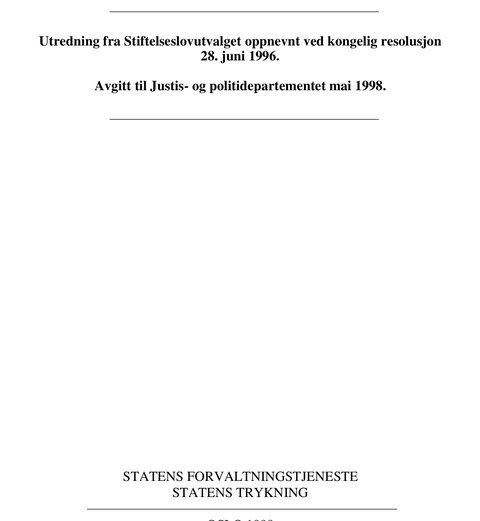 Utredning fra Stiftelseslovutvalget oppnevnt ved kongelig resolusjon
28. juni 1996.
Avgitt til Justis- og politidepartementet mai 1998.
STATENS FORVALTNINGSTJENESTE
STATENS TRYKNING